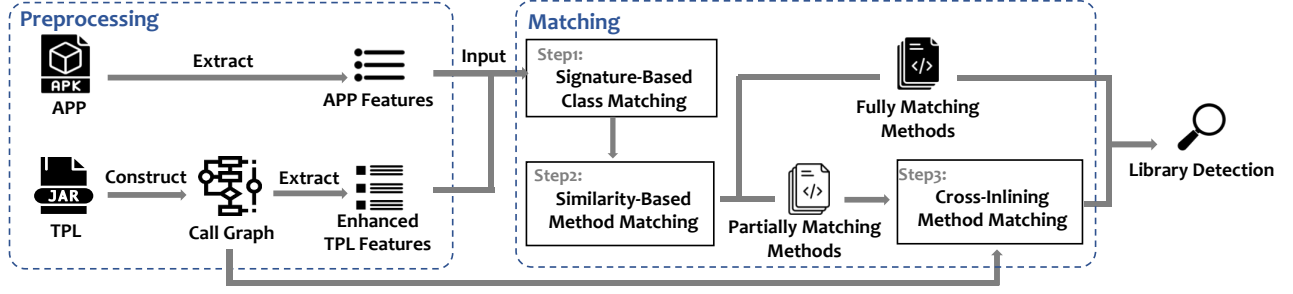 Preprocessing
APK
APP
Extract
APP Features
JAR
TPL
Construct
Call Graph
Extract
Enhanced
TPL Features
Input
Matching
Step1:
Signature-Based
Class Matching
Step2:
Similarity-Based
Method Matching
</>
Fully Matching
Methods
</>
Partially Matching
Methods
Step3:
Cross-Inlining
Method Matching
Library Detection